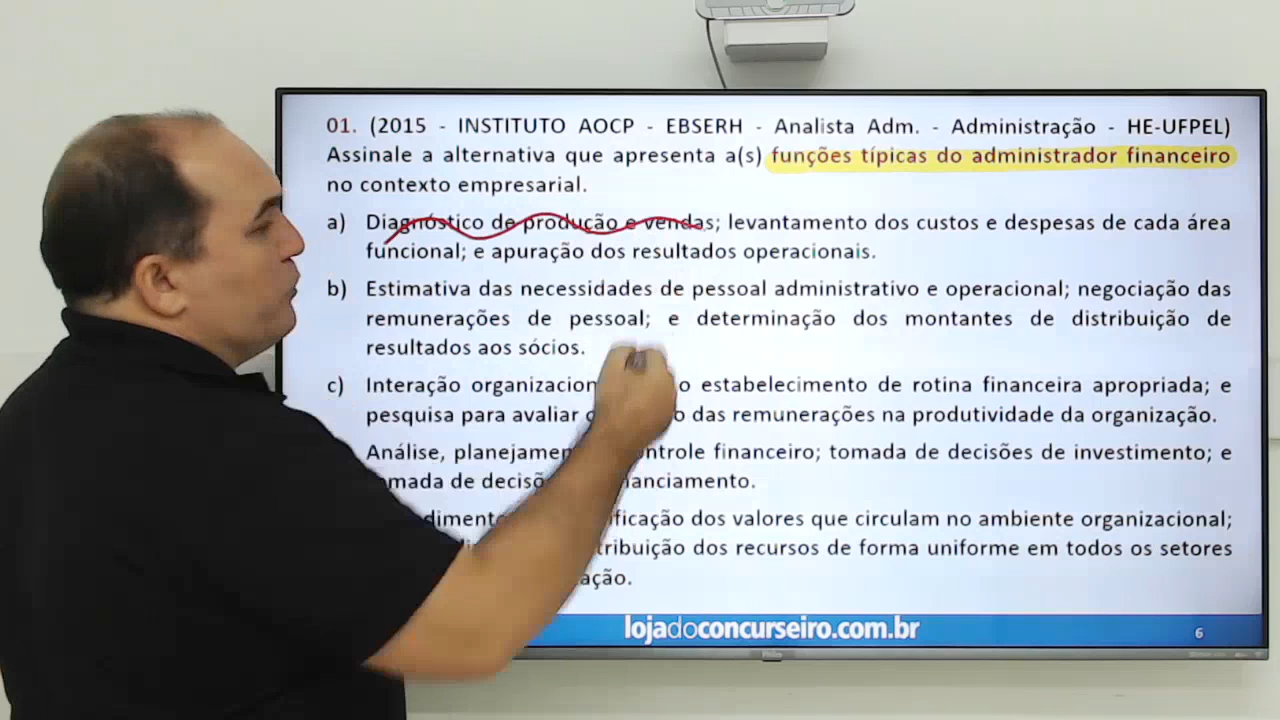 01. (2015 - INSTITUTO AOCP - EBSERH - Analista Adm. - Administração - HE-UFPEL)
Assinale a alternativa que apresenta a(s) funções típicas do administrador financeiro
no contexto empresarial.
a) Diagnóstico de produção e vendas; levantamento dos custos e despesas de cada área
funcional; e apuração dos resultados operacionais.
b) Estimativa das necessidades de pessoal administrativo e operacional; negociação das
remunerações de pessoal; e determinação dos montantes de distribuição de
resultados aos sócios.
c) Interação organizacion o estabelecimento de rotina financeira apropriada; e
pesquisa para avaliar das remunerações na produtividade da organização.
Análise, planejamen controle financeiro; tomada de decisões de investimento; e
tomada de decis nanciamento.
dimento ificação dos valores que circulam no ambiente organizacional;
tribuição dos recursos de forma uniforme em todos os setores
ação.
lojadoconcurseiro.com.br
6